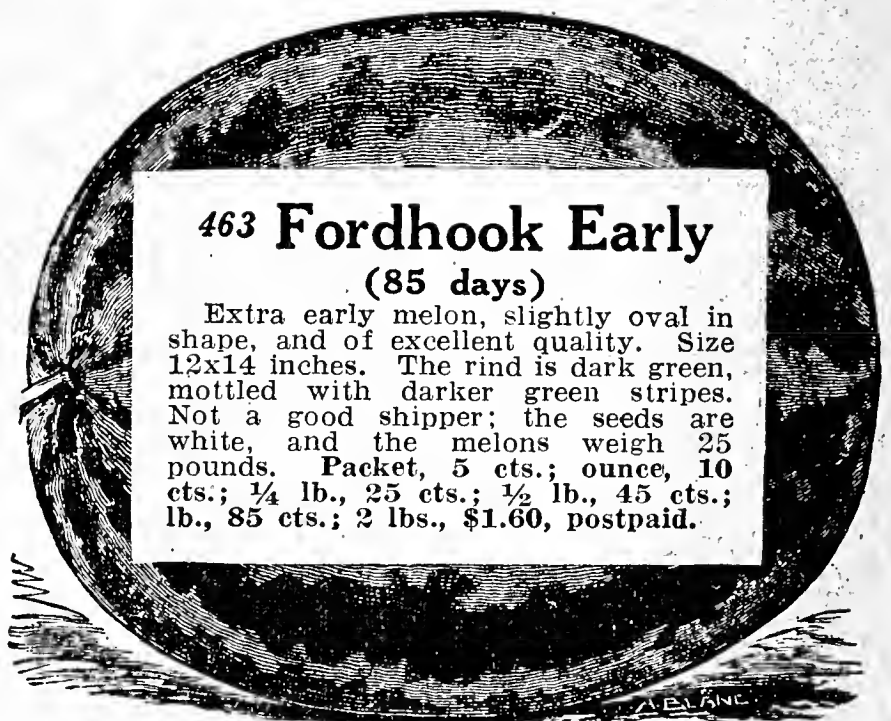 463 Fordhook Early
(85 days)
Extra early melon, slightly oval in
shape, and of excellent quality. Size
12x14 inches. The rind is dark green,
mottled with darker green stripes.
Not a good shipper; the seeds are
white, and the melons weigh 25
pounds. Packet, 5 cts.; ounce, 10
cts.; ¼ lb., 25 cts.; ½ lb., 45 cts.;
lb., 85 cts.; 2 lbs., $1.60, postpaid.
A. BLANC